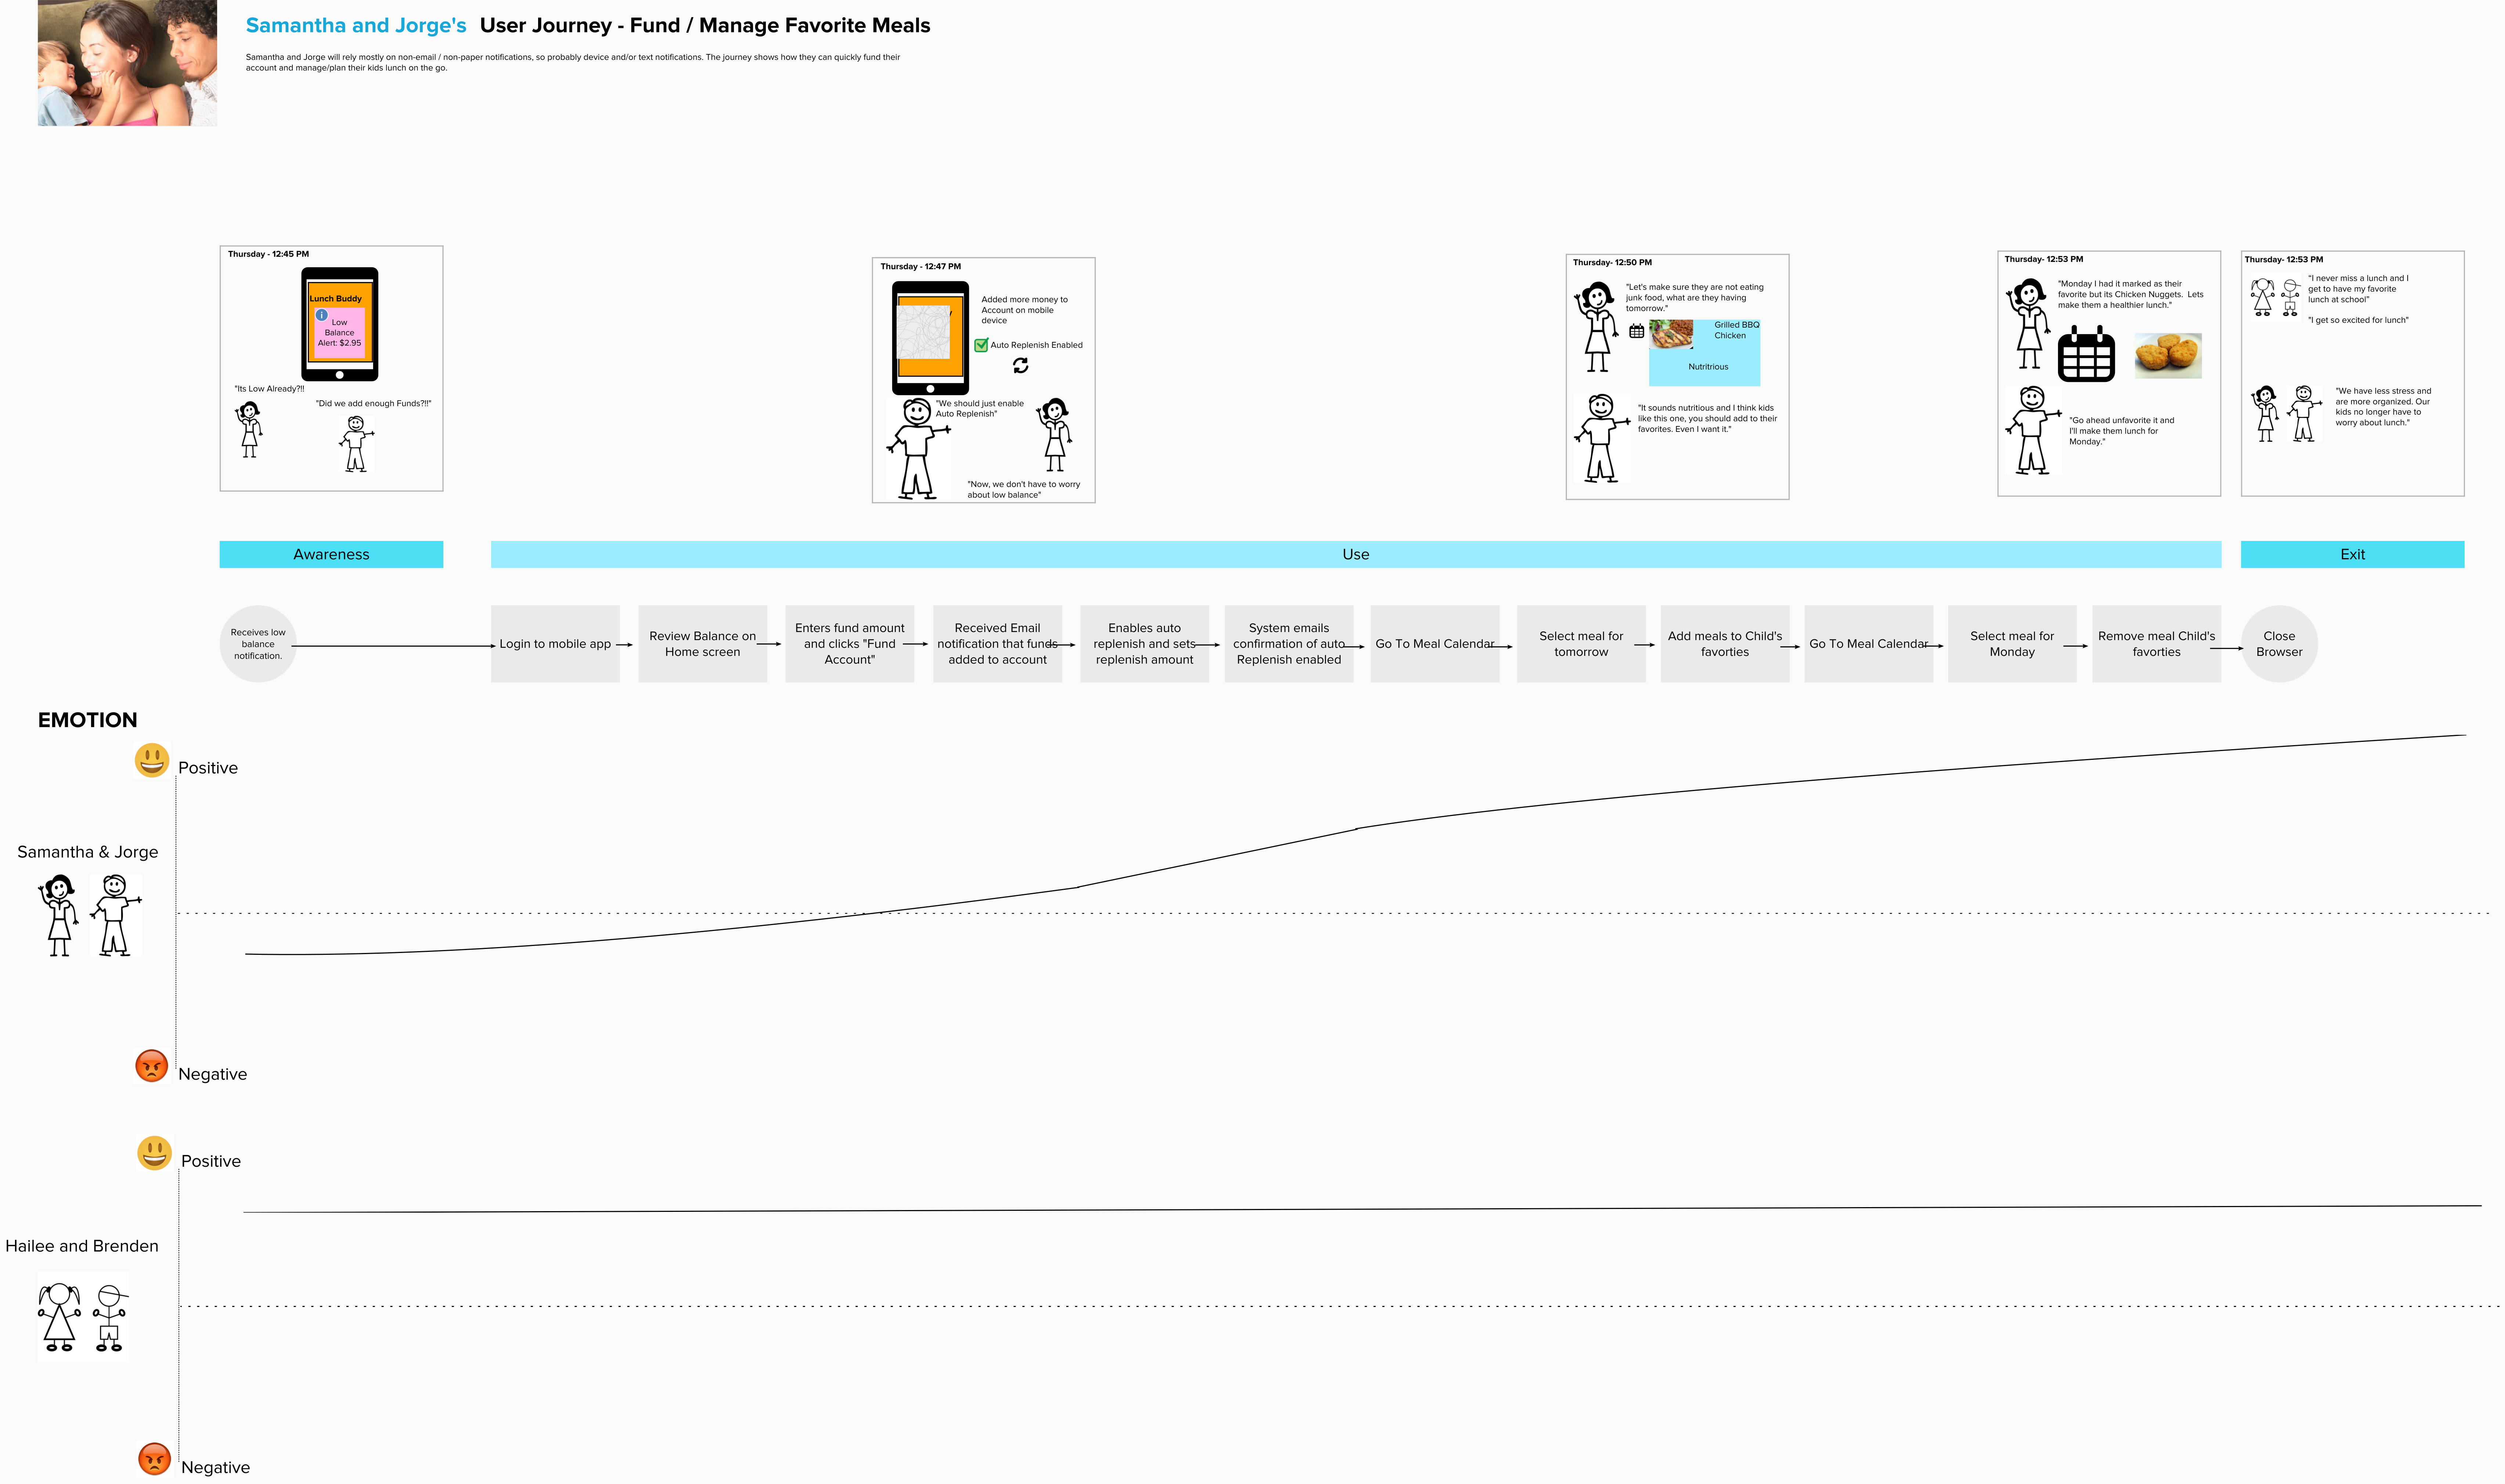 Samantha and Jorge's User Journey - Fund / Manage Favorite Meals
Samantha and Jorge will rely mostly on non-email / non-paper notifications, so probably device and/or text notifications. The journey shows how they can quickly fund their
account and manage/plan their kids lunch on the go.
Thursday - 12:45 PM
Lunch Buddy
Low
Balance
Alert: $2.95
"Its Low Already?!!
"Did we add enough Funds?!!"
Thursday - 12:47 PM
Added more money to
Account on mobile
device
Auto Replenish Enabled
"We should just enable
Auto Replenish"
"Now, we don't have to worry
about low balance"
Thursday- 12:50 PM
"Let's make sure they are not eating
junk food, what are they having
tomorrow."
Grilled BBQ
Chicken
Nutritrious
"It sounds nutritious and I think kids
like this one, you should add to their
favorites. Even I want it."
Thursday- 12:53 PM
"Monday I had it marked as their
favorite but its Chicken Nuggets. Lets
make them a healthier lunch."
"Go ahead unfavorite it and
I'll make them lunch for
Monday."
Thursday- 12:53 PM
"I never miss a lunch and I
get to have my favorite
lunch at school"
"I get so excited for lunch"
"We have less stress and
are more organized. Our
kids no longer have to
worry about lunch."
Awareness
Use
Exit
Receives low
balance
notification.
Login to mobile app
Review Balance on
Home screen
Enters fund amount
and clicks "Fund
Account"
Received Email
notification that funds
added to account
Enables auto
replenish and sets
replenish amount
System emails
confirmation of auto
Replenish enabled
Go To Meal Calendar
Select meal for
tomorrow
Add meals to Child's
favorties
Go To Meal Calendar
Select meal for
Monday
Remove meal Child's
favorties
Close
Browser
EMOTION
Positive
Samantha & Jorge
Negative
Positive
Hailee and Brenden
Negative